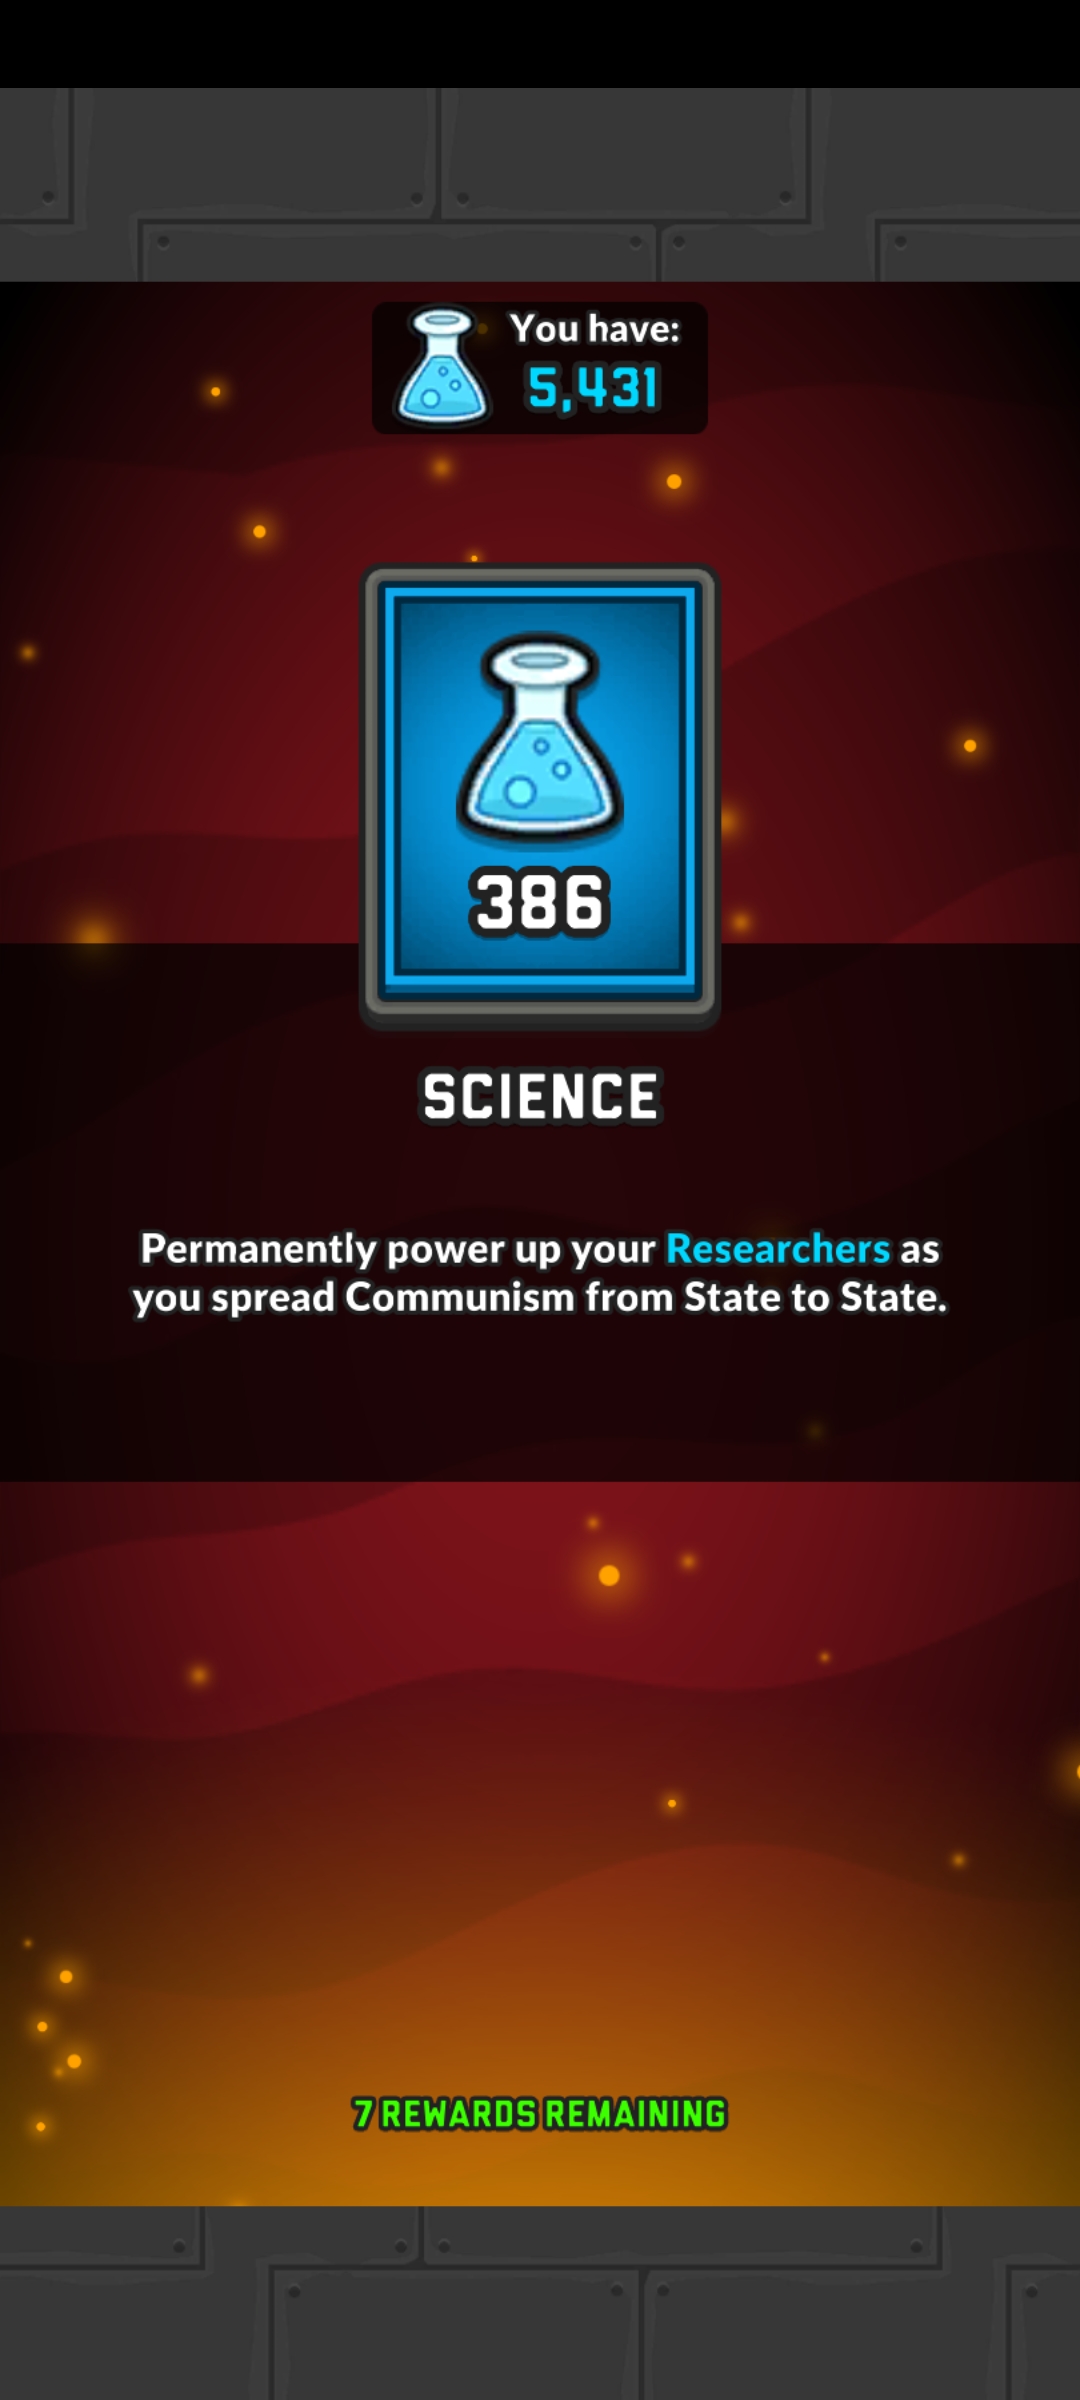 You have:
5,431
386
SCIENCE
Permanently power up your Researchers as
you spread Communism from State to State.
7 REWARDS REMAINING